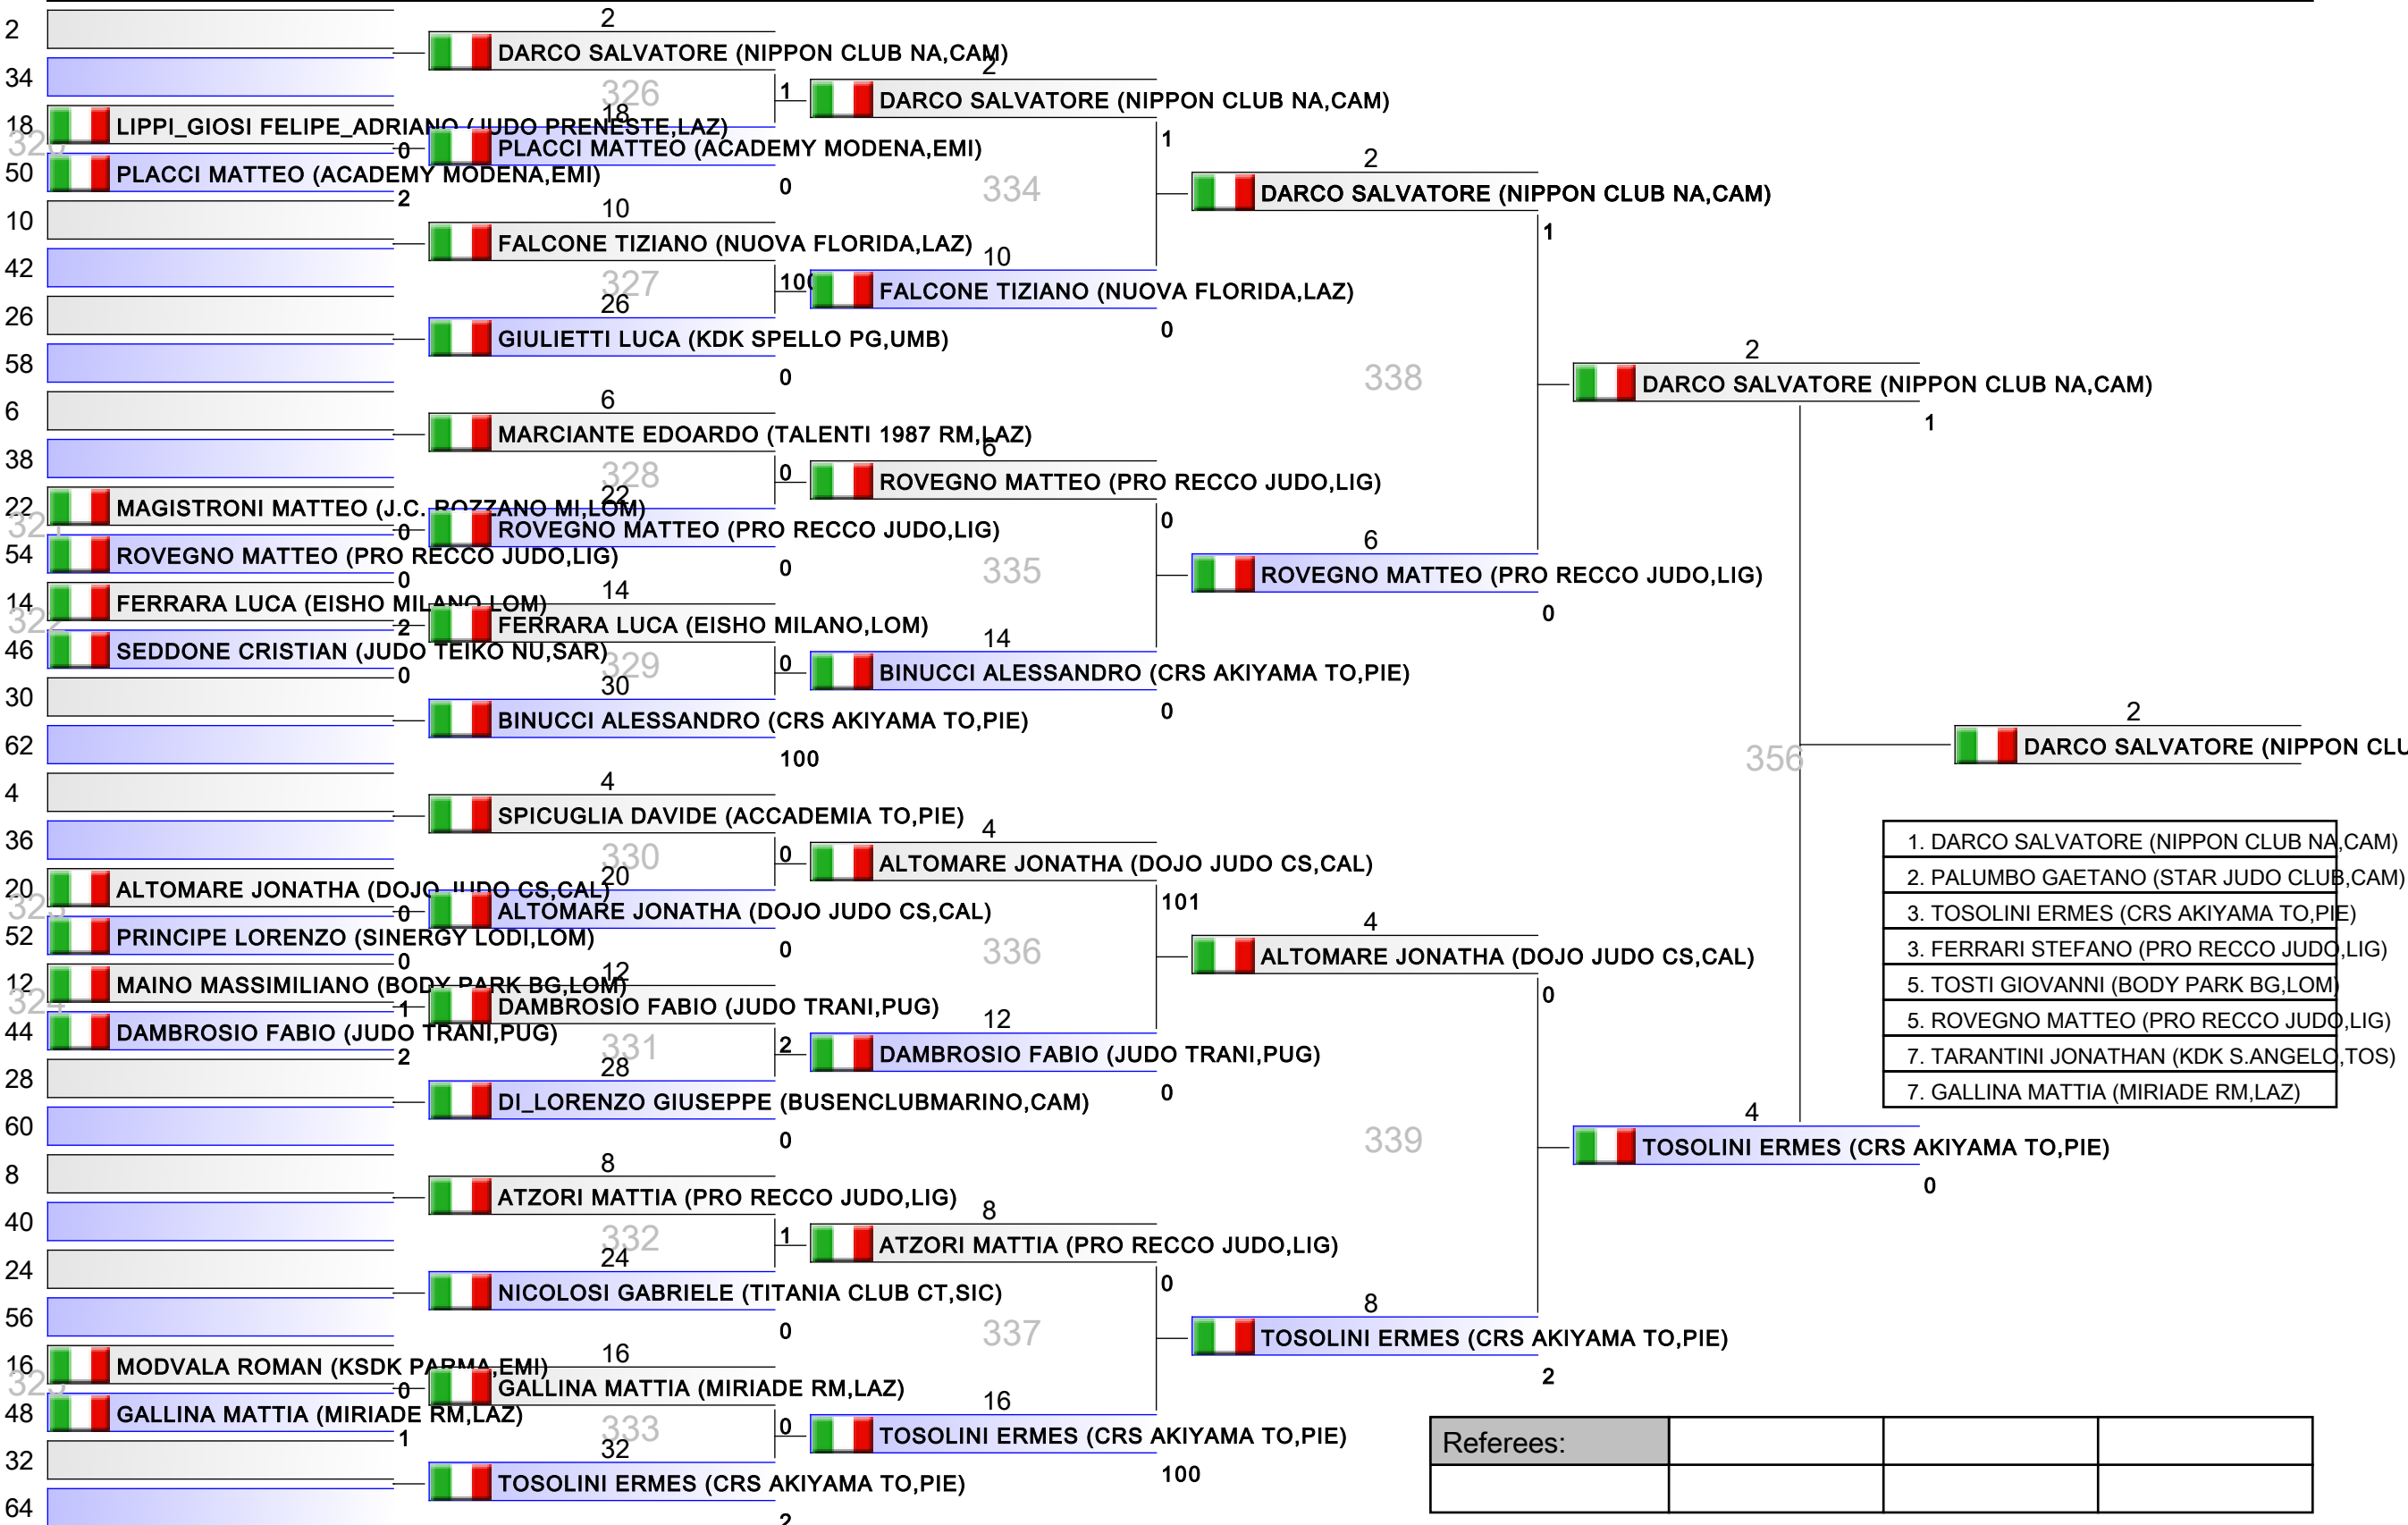 2
34
18
LIPPI_GIOSI FELIPE_ADRIANO (JUDO PRENESTE,LAZ)
0
50
PLACCI MATTEO (ACADEMY MODENA,EMI)
2
10
42
26
58
6
38
22
MAGISTRONI MATTEO (J.C. ROZZANO MI,LOM)
0
54
ROVEGNO MATTEO (PRO RECCO JUDO,LIG)
0
14
FERRARA LUCA (EISHO MILANO,LOM)
2
46
SEDDONE CRISTIAN (JUDO TEIKO NU,SAR)
0
30
62
4
36
20
ALTOMARE JONATHA (DOJO JUDO CS,CAL)
0
52
PRINCIPE LORENZO (SINERGY LODI,LOM)
0
12
MAINO MASSIMILIANO (BODY PARK BG,LOM)
1
44
DAMBROSIO FABIO (JUDO TRANI,PUG)
2
28
60
8
40
24
56
16
MODVALA ROMAN (KSDK PARMA,EMI)
0
48
GALLINA MATTIA (MIRIADE RM,LAZ)
1
32
64
2
DARCO SALVATORE (NIPPON CLUB NA,CAM)
326
1
18
PLACCI MATTEO (ACADEMY MODENA,EMI)
0
10
FALCONE TIZIANO (NUOVA FLORIDA,LAZ)
327
100
26
GIULIETTI LUCA (KDK SPELLO PG,UMB)
0
6
MARCIANTE EDOARDO (TALENTI 1987 RM,LAZ)
328
0
22
ROVEGNO MATTEO (PRO RECCO JUDO,LIG)
0
14
FERRARA LUCA (EISHO MILANO,LOM)
329
0
30
BINUCCI ALESSANDRO (CRS AKIYAMA TO,PIE)
100
4
SPICUGLIA DAVIDE (ACCADEMIA TO,PIE)
330
0
20
ALTOMARE JONATHA (DOJO JUDO CS,CAL)
0
12
DAMBROSIO FABIO (JUDO TRANI,PUG)
331
2
28
DI_LORENZO GIUSEPPE (BUSENCLUBMARINO,CAM)
0
8
ATZORI MATTIA (PRO RECCO JUDO,LIG)
332
1
24
NICOLOSI GABRIELE (TITANIA CLUB CT,SIC)
0
16
GALLINA MATTIA (MIRIADE RM,LAZ)
333
0
32
TOSOLINI ERMES (CRS AKIYAMA TO,PIE)
2
2
DARCO SALVATORE (NIPPON CLUB NA,CAM)
1
334
10
FALCONE TIZIANO (NUOVA FLORIDA,LAZ)
0
6
ROVEGNO MATTEO (PRO RECCO JUDO,LIG)
0
335
14
BINUCCI ALESSANDRO (CRS AKIYAMA TO,PIE)
0
4
ALTOMARE JONATHA (DOJO JUDO CS,CAL)
101
336
12
DAMBROSIO FABIO (JUDO TRANI,PUG)
0
8
ATZORI MATTIA (PRO RECCO JUDO,LIG)
0
337
16
TOSOLINI ERMES (CRS AKIYAMA TO,PIE)
100
2
DARCO SALVATORE (NIPPON CLUB NA,CAM)
1
338
6
ROVEGNO MATTEO (PRO RECCO JUDO,LIG)
0
4
ALTOMARE JONATHA (DOJO JUDO CS,CAL)
0
339
8
TOSOLINI ERMES (CRS AKIYAMA TO,PIE)
2
2
DARCO SALVATORE (NIPPON CLUB NA,CAM)
1
356
4
TOSOLINI ERMES (CRS AKIYAMA TO,PIE)
0
2
DARCO SALVATORE (NIPPON
1. DARCO SALVATORE (NIPPON CLUB NA,CAM)
2. PALUMBO GAETANO (STAR JUDO CLUB,CAM)
3. TOSOLINI ERMES (CRS AKIYAMA TO,PIE)
3. FERRARI STEFANO (PRO RECCO JUDO,LIG)
5. TOSTI GIOVANNI (BODY PARK BG,LOM)
5. ROVEGNO MATTEO (PRO RECCO JUDO,LIG)
7. TARANTINI JONATHAN (KDK S.ANGELO,TOS)
7. GALLINA MATTIA (MIRIADE RM,LAZ)
Referees: